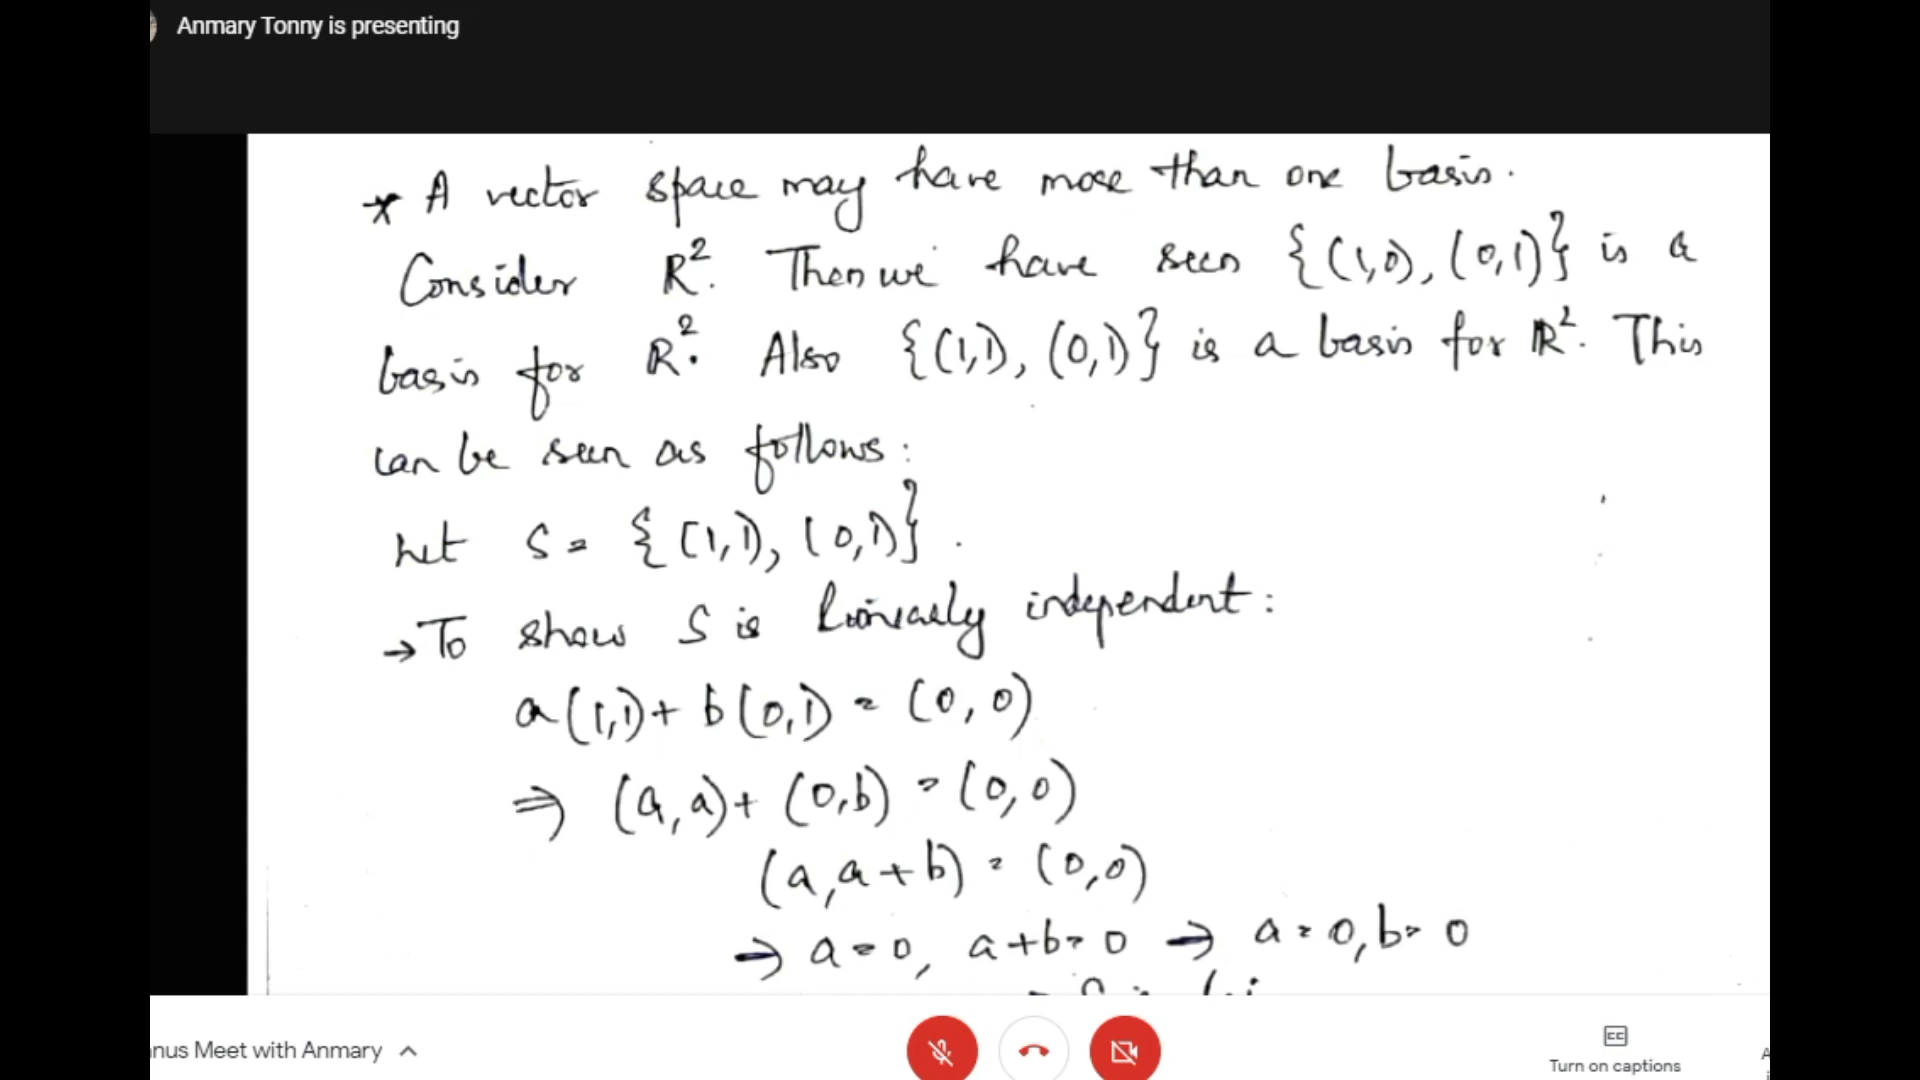 Anmary Tonny is presenting
* A vector space may have more than one basis.
Consider R². Then we have seen {(1,0), (0,1)} is a
basis for R². Also {(1,1), (0,1)} is a basis for R². This
can be seen as follows:
Let S = {(1,1), (0,1)}.
→ To show S is linearly independent:
a(1,1) + b(0,1) = (0,0)
⇒ (a,a) + (0,b) = (0,0)
(a,a+b) = (0,0)
⇒ a=0, a+b=0 ⇒ a=0, b=0
nus Meet with Anmary
CC
Turn on captions